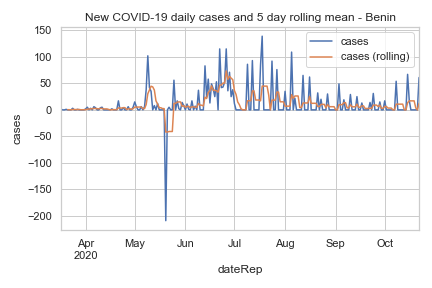 New COVID-19 daily cases and 5 day rolling mean - Benin
150
100
50
0
−50
−100
−150
−200
cases
cases
cases (rolling)
Apr
2020
May
Jun
Jul
Aug
Sep
Oct
dateRep